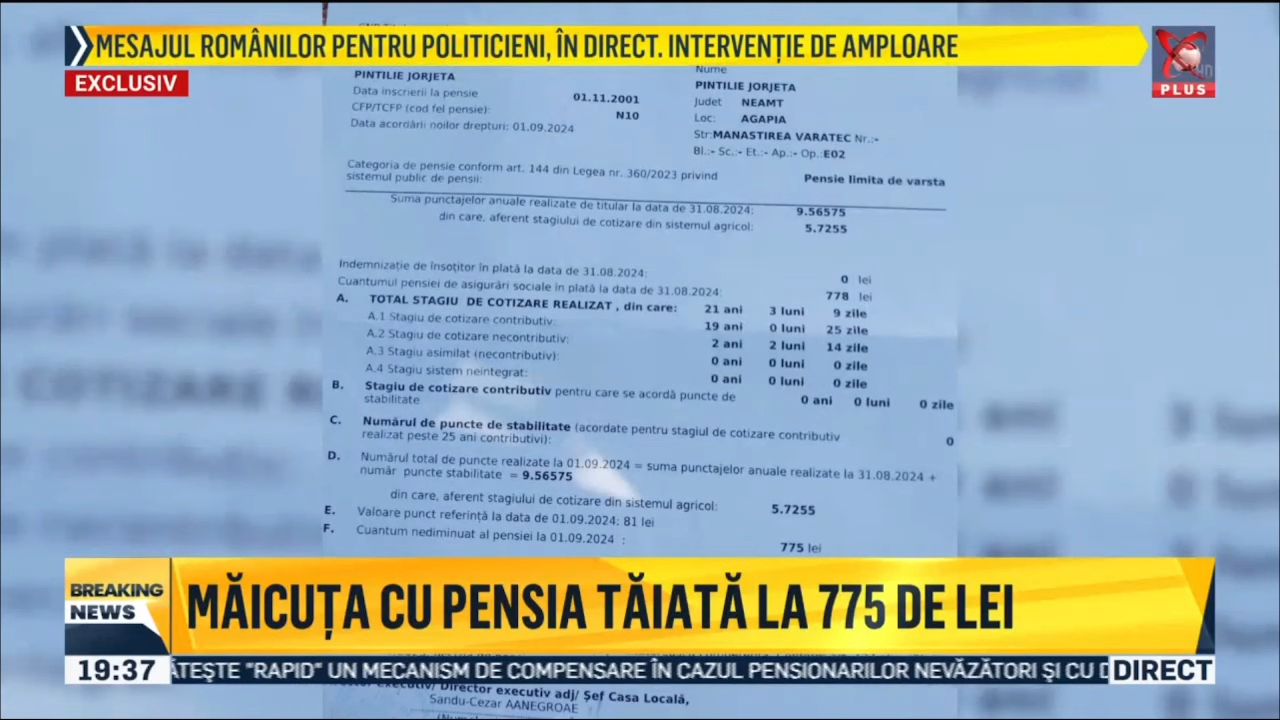 MESAJUL ROMÂNILOR PENTRU POLITICIENI, ÎN DIRECT. INTERVENȚIE DE AMPLOARE
EXCLUSIV
HD
PLUS
PINTILIE JORJETA
Data inscrierii la pensie 01.11.2001
CFP/TCFP (cod fel pensie): N10
Data acordării noilor drepturi: 01.09.2024
Nume
PINTILIE JORJETA
Judet NEAMT
Loc: AGAPIA
Str:MANASTIREA VARATEC Nr.:-
Bl.:- Sc.:- Et.:- Ap.:- Op.:E02
Categoria de pensie conform art. 144 din Legea nr. 360/2023 privind
sistemul public de pensii: Pensie limita de varsta
Suma punctajelor anuale realizate de titular la data de 31.08.2024: 9.56575
din care, aferent stagiului de cotizare din sistemul agricol: 5.7255
Indemnizație de însoțitor în plată la data de 31.08.2024: 0 lei
Cuantumul pensiei de asigurări sociale in plată la data de 31.08.2024: 778 lei
A. TOTAL STAGIU DE COTIZARE REALIZAT , din care: 21 ani 3 luni 9 zile
A.1 Stagiu de cotizare contributiv: 19 ani 0 luni 25 zile
A.2 Stagiu de cotizare necontributiv: 2 ani 2 luni 14 zile
A.3 Stagiu asimilat (necontributiv): 0 ani 0 luni 0 zile
A.4 Stagiu sistem neintegrat: 0 ani 0 luni 0 zile
B. Stagiu de cotizare contributiv pentru care se acordă puncte de
stabilitate 0 ani 0 luni 0 zile
C. Numărul de puncte de stabilitate (acordate pentru stagiul de cotizare contributiv
realizat peste 25 ani contributivi): 0
D. Numărul total de puncte realizate la 01.09.2024 = suma punctajelor anuale realizate la 31.08.2024 +
număr puncte stabilitate = 9.56575
din care, aferent stagiului de cotizare din sistemul agricol: 5.7255
E. Valoare punct referință la data de 01.09.2024: 81 lei
F. Cuantum nediminuat al pensiei la 01.09.2024 : 775 lei
BREAKING
NEWS
MĂICUȚA CU PENSIA TĂIATĂ LA 775 DE LEI
19:37
ĂTEȘTE "RAPID" UN MECANISM DE COMPENSARE ÎN CAZUL PENSIONARILOR NEVĂZĂTORI ȘI CU D
DIRECT
Director executiv adj/ Șef Casa Locală,
Sandu-Cezar AANEGROAE